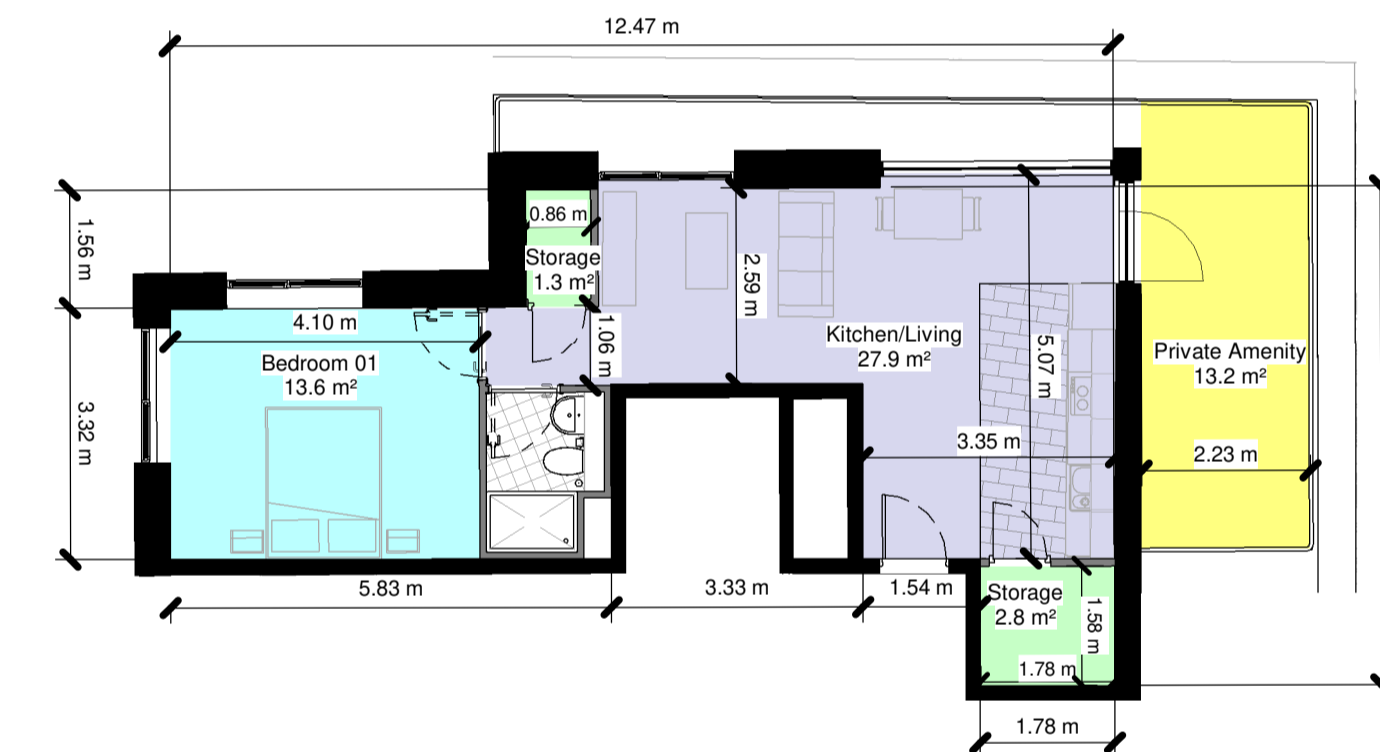 12.47 m
0.86 m
Storage
1.3 m²
1.56 m
2.59 m
4.10 m
1.06 m
Kitchen/Living
27.9 m²
5.07 m
Private Amenity
13.2 m²
Bedroom 01
13.6 m²
3.32 m
3.35 m
2.23 m
5.83 m
3.33 m
1.54 m
Storage
2.8 m²
1.58 m
1.78 m
1.78 m